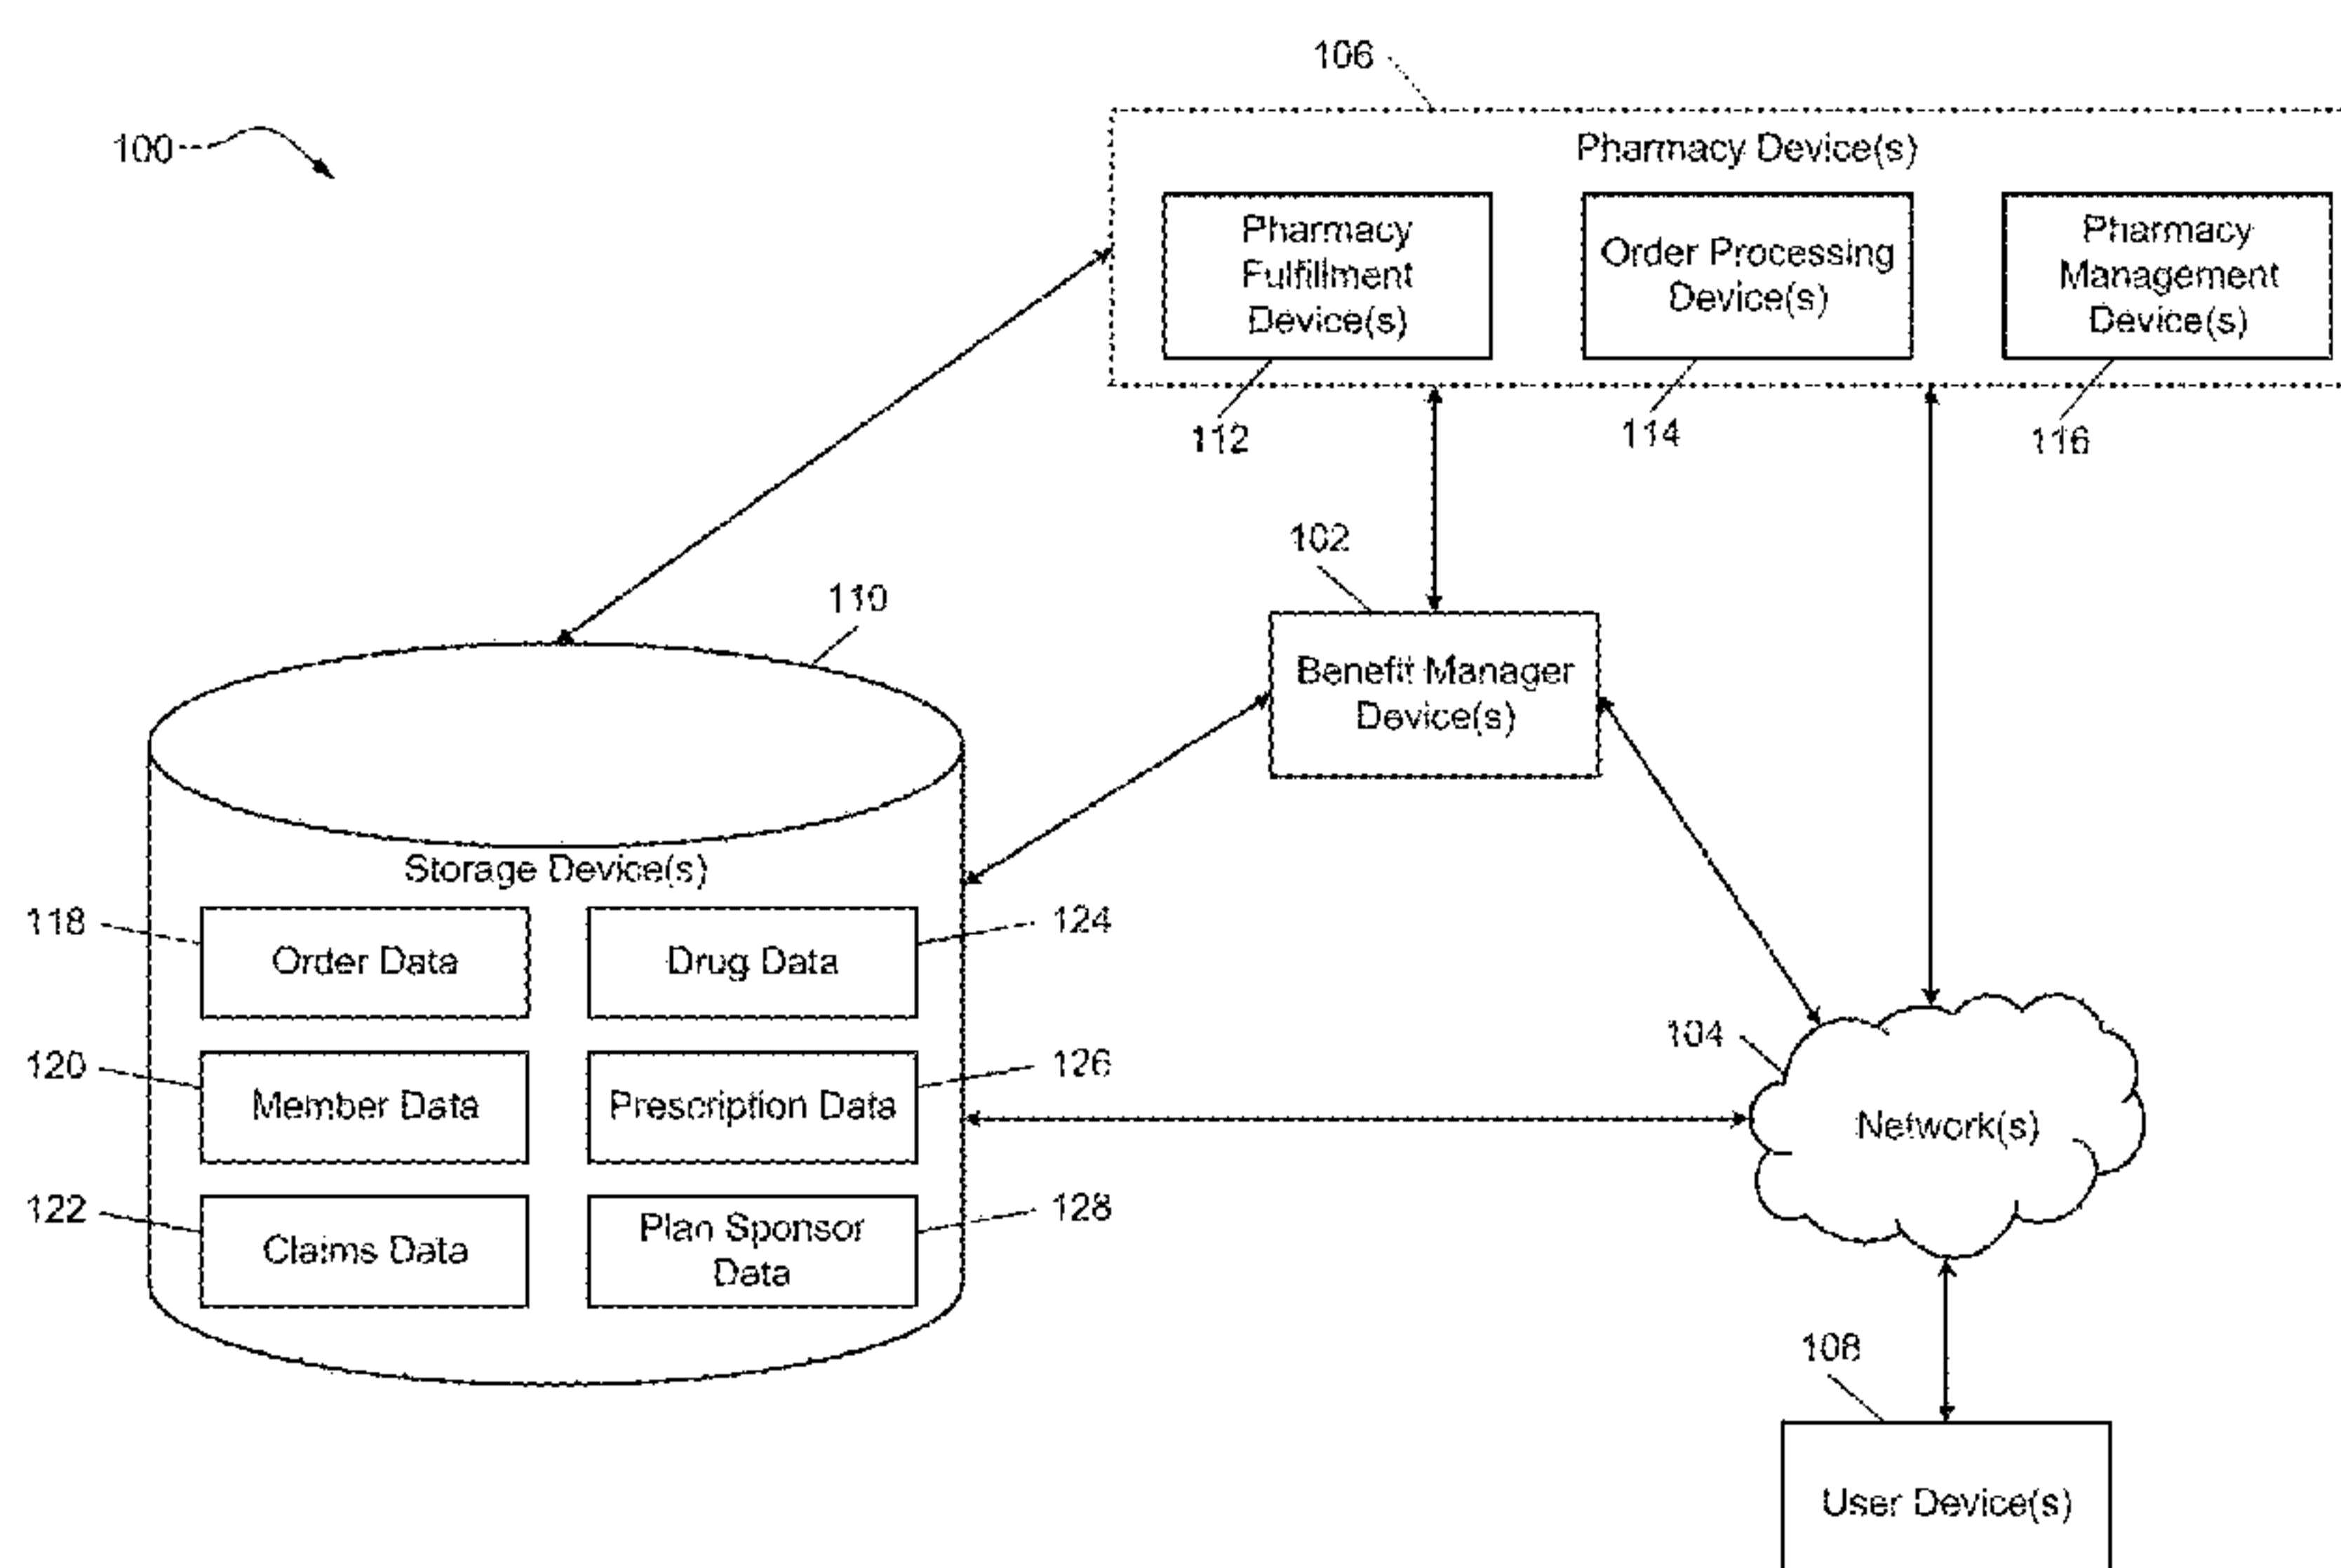 106
100
Pharmacy Device(s)
Pharmacy
Fulfillment
Device(s)
Order Processing
Device(s)
Pharmacy
Management
Device(s)
112
114
116
102
110
Benefit Manager
Device(s)
Storage Device(s)
118
Order Data
Drug Data
124
120
Member Data
Prescription Data
126
122
Claims Data
Plan Sponsor
Data
128
104
Network(s)
108
User Device(s)